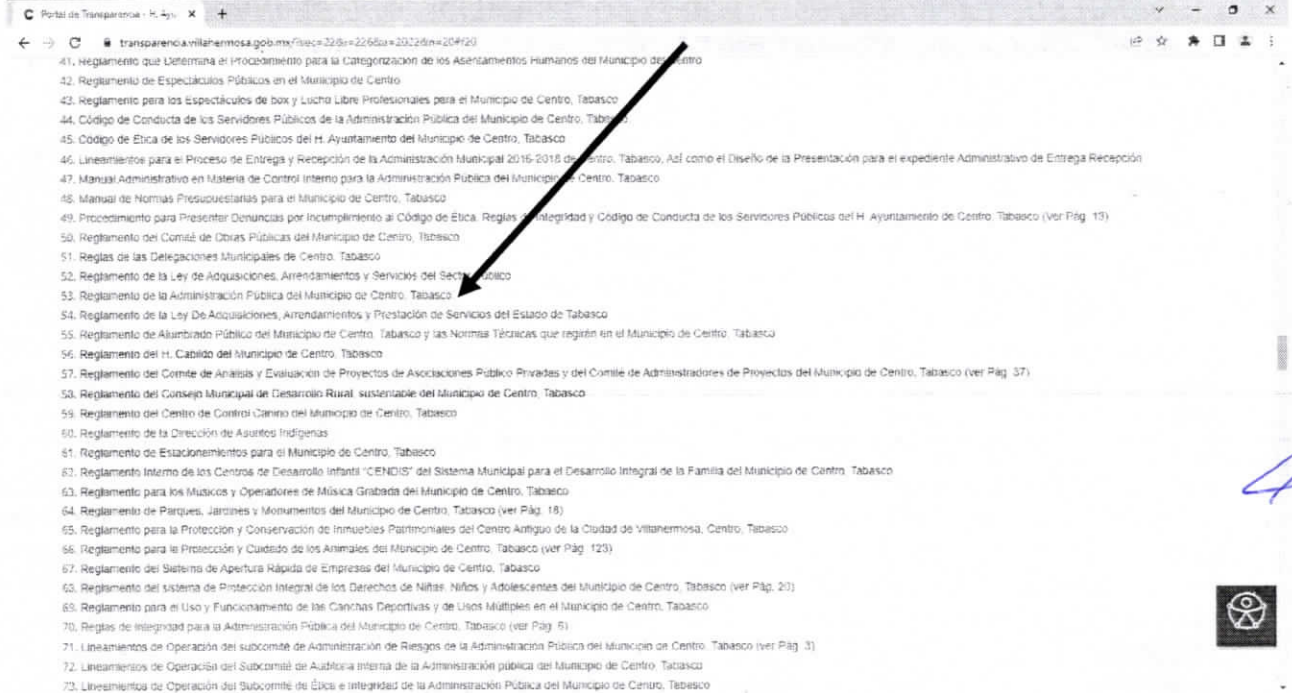 Portal de Transparencia - H. Ayu
transparencia.villahermosa.gob.mx
41. Reglamento que Determina el Procedimiento para la Categorización de los Asentamientos Humanos del Municipio de Centro
42. Reglamento de Espectáculos Públicos en el Municipio de Centro
43. Reglamento para los Espectáculos de box y Lucha Libre Profesionales para el Municipio de Centro, Tabasco
44. Código de Conducta de los Servidores Públicos de la Administración Pública del Municipio de Centro,
45. Código de Ética de los Servidores Públicos del H. Ayuntamiento del Municipio de Centro, Tabasco
46. Lineamientos para el Proceso de Entrega y Recepción de la Administración Municipal 2016-2018 de Centro, Tabasco, Así como el Diseño de la Presentación para el expediente Administrativo de Entrega Recepción
47. Manual Administrativo en Materia de Control Interno para la Administración Pública del Municipio Centro, Tabasco
48. Manual de Normas Presupuestarias para el Municipio de Centro, Tabasco
49. Procedimiento para Presentar Denuncias por Incumplimiento al Código de Ética, Reglas Integridad y Código de Conducta de los Servidores Públicos del H. Ayuntamiento de Centro, Tabasco (Ver Pág. 13)
50. Reglamento del Comité de Obras Públicas del Municipio de Centro, Tabasco
51. Reglas de las Delegaciones Municipales de Centro, Tabasco
52. Reglamento de la Ley de Adquisiciones, Arrendamientos y Servicios del Sector Público
53. Reglamento de la Administración Pública del Municipio de Centro, Tabasco
54. Reglamento de la Ley De Adquisiciones, Arrendamientos y Prestación de Servicios del Estado de Tabasco
55. Reglamento de Alumbrado Público del Municipio de Centro, Tabasco y las Normas Técnicas que regirán en el Municipio de Centro, Tabasco
56. Reglamento del H. Cabildo del Municipio de Centro, Tabasco
57. Reglamento del Comite de Analisis y Evaluación de Proyectos de Asociaciones Público Privadas y del Comité de Administradores de Proyectos del Municipio de Centro, Tabasco (ver Pág. 37)
58. Reglamento del Consejo Municipal de Desarrollo Rural, sustentable del Municipio de Centro, Tabasco
59. Reglamento del Centro de Control Canino del Municipio de Centro, Tabasco
60. Reglamento de la Dirección de Asuntos Indígenas
61. Reglamento de Estacionamientos para el Municipio de Centro, Tabasco
62. Reglamento Interno de los Centros de Desarrollo Infantil "CENDIS" del Sistema Municipal para el Desarrollo Integral de la Familia del Municipio de Centro, Tabasco
63. Reglamento para los Musicos y Operadores de Música Grabada del Municipio de Centro, Tabasco
64. Reglamento de Parques, Jardines y Monumentos del Municipio de Centro, Tabasco (ver Pág. 18)
65. Reglamento para la Protección y Conservación de Inmuebles Patrimoniales del Centro Antiguo de la Ciudad de Villahermosa, Centro, Tabasco
66. Reglamento para la Protección y Cuidado de los Animales del Municipio de Centro, Tabasco (ver Pág. 123)
67. Reglamento del Sistema de Apertura Rápida de Empresas del Municipio de Centro, Tabasco
68. Reglamento del sistema de Protección Integral de los Derechos de Niñas, Niños y Adolescentes del Municipio de Centro, Tabasco (ver Pág. 20)
69. Reglamento para el Uso y Funcionamiento de las Canchas Deportivas y de Usos Múltiples en el Municipio de Centro, Tabasco
70. Reglas de Integridad para la Administración Pública del Municipio de Centro, Tabasco (ver Pág. 6)
71. Lineamientos de Operación del subcomité de Administración de Riesgos de la Administración Pública del Municipio de Centro, Tabasco (ver Pág. 3)
72. Lineamientos de Operación del Subcomité de Auditoria Interna de la Administración pública del Municipio de Centro, Tabasco
73. Lineamientos de Operación del Subcomité de Ética e Integridad de la Administración Pública del Municipio de Centro, Tabasco